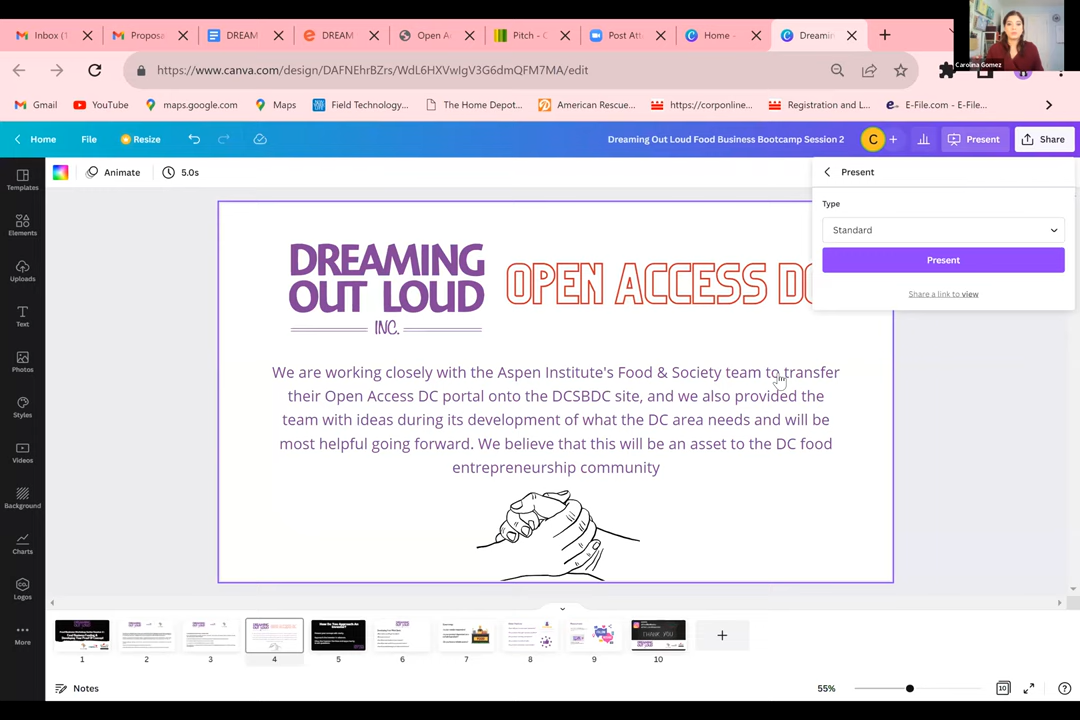 Inbox (1
Proposa
DREAM
DREAM
Open A
Pitch - C
Post Att
Home -
Dreamin
Carolina Gomez
https://www.canva.com/design/DAFNEhrBZrs/WdL6HXVwIgV3G6dmQFM7MA/edit
Gmail
YouTube
maps.google.com
Maps
Field Technology...
The Home Depot...
American Rescue...
https://corponline...
Registration and L...
E-File.com - E-File...
Home
File
Resize
Dreaming Out Loud Food Business Bootcamp Session 2
C
Present
Share
Templates
Elements
Uploads
Text
Photos
Styles
Videos
Background
Charts
CO.
Logos
More
Animate
5.0s
Present
Type
Standard
Present
Share a link to view
DREAMING
OUT LOUD
INC.
OPEN ACCESS
We are working closely with the Aspen Institute's Food & Society team to transfer
their Open Access DC portal onto the DCSBDC site, and we also provided the
team with ideas during its development of what the DC area needs and will be
most helpful going forward. We believe that this will be an asset to the DC food
entrepreneurship community
THANK YOU
1
2
3
4
5
6
7
8
9
10
Notes
55%
10